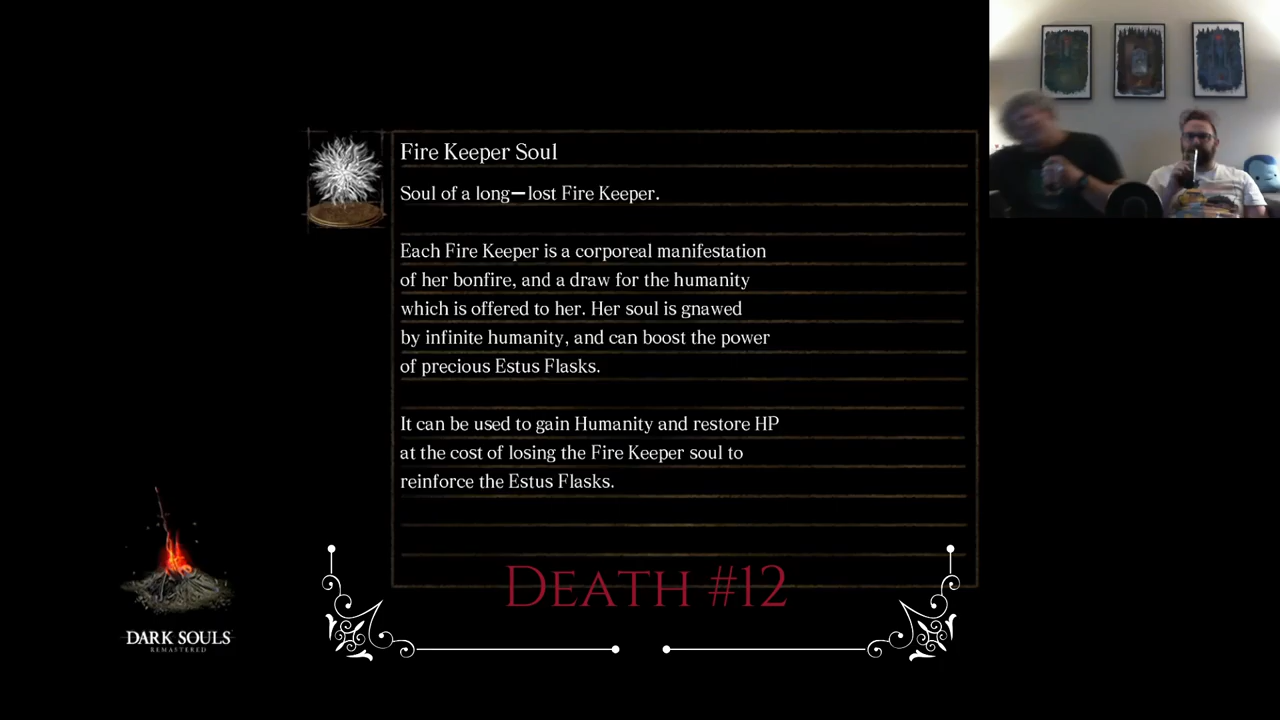 Fire Keeper Soul
Soul of a long–lost Fire Keeper.
Each Fire Keeper is a corporeal manifestation
of her bonfire, and a draw for the humanity
which is offered to her. Her soul is gnawed
by infinite humanity, and can boost the power
of precious Estus Flasks.
It can be used to gain Humanity and restore HP
at the cost of losing the Fire Keeper soul to
reinforce the Estus Flasks.
DEATH #12
DARK SOULS
REMASTERED